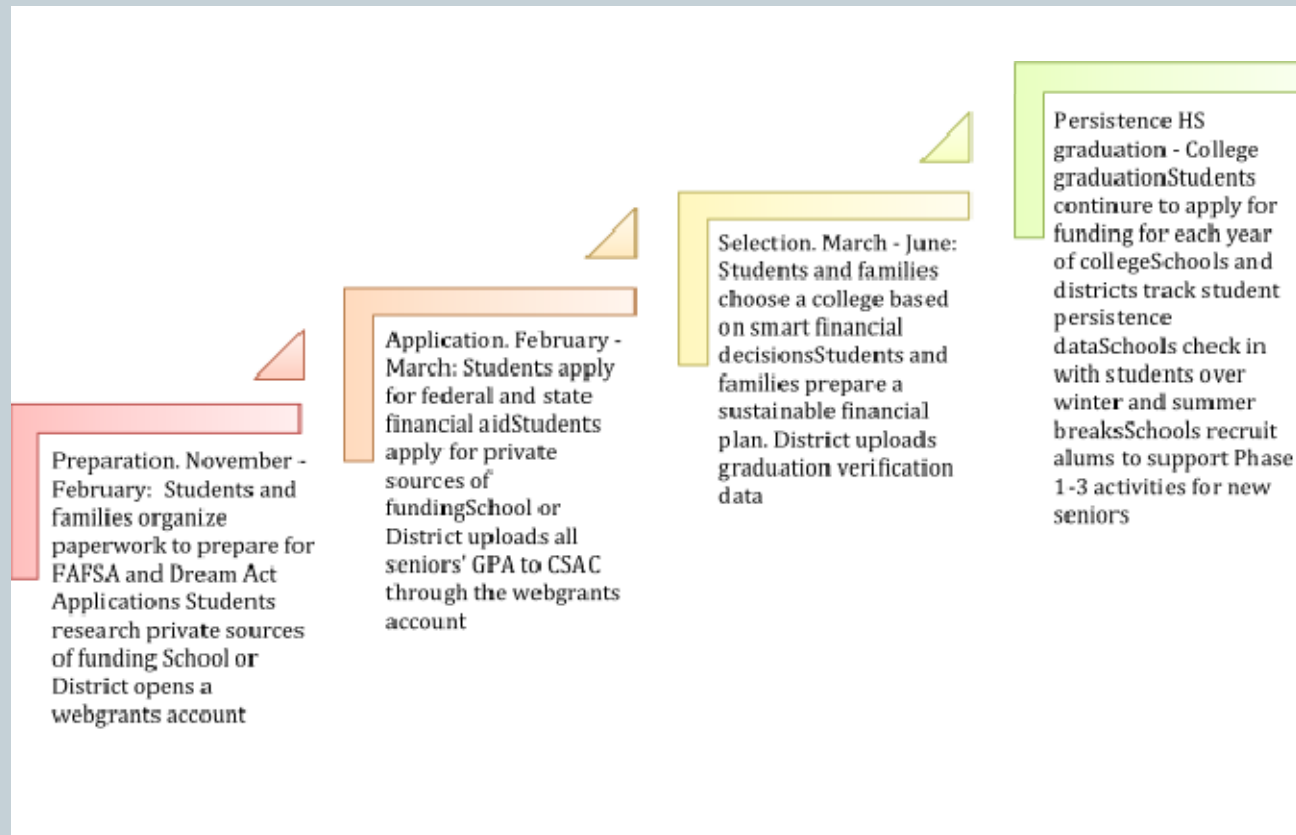 Preparation. November -
February:  Students and
families organize
paperwork to prepare for
FAFSA and Dream Act
Applications Students
research private sources
of funding School or
District opens a
webgrants account
Application. February -
March: Students apply
for federal and state
financial aidStudents
apply for private
sources of
fundingSchool or
District uploads all
seniors' GPA to CSAC
through the webgrants
account
Selection. March - June:
Students and families
choose a college based
on smart financial
decisionsStudents and
families prepare a
sustainable financial
plan. District uploads
graduation verification
data
Persistence HS
graduation - College
graduationStudents
continure to apply for
funding for each year
of collegeSchools and
districts track student
persistence
dataSchools check in
with students over
winter and summer
breaksSchools recruit
alums to support Phase
1-3 activities for new
seniors